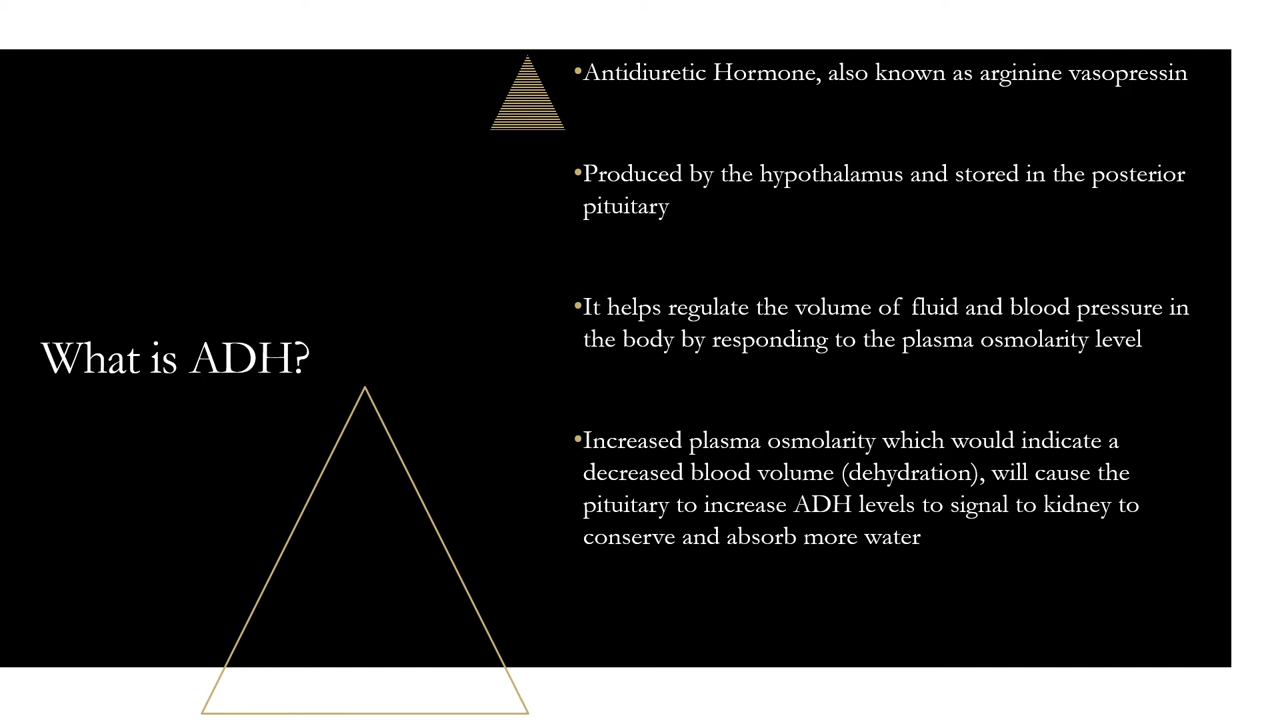 What is ADH?
•Antidiuretic Hormone, also known as arginine vasopressin
•Produced by the hypothalamus and stored in the posterior
pituitary
•It helps regulate the volume of fluid and blood pressure in
the body by responding to the plasma osmolarity level
•Increased plasma osmolarity which would indicate a
decreased blood volume (dehydration), will cause the
pituitary to increase ADH levels to signal to kidney to
conserve and absorb more water